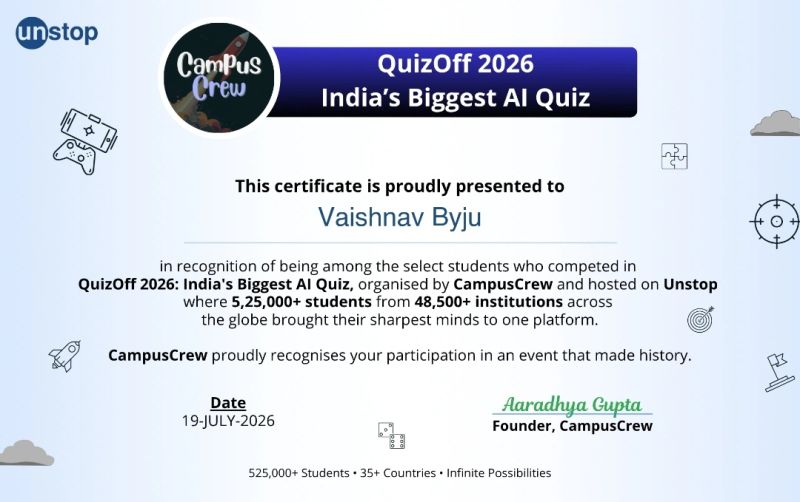 unstop
CamPus
Crew
QuizOff 2026
India’s Biggest AI Quiz
This certificate is proudly presented to
Vaishnav Byju
in recognition of being among the select students who competed in
QuizOff 2026: India's Biggest AI Quiz, organised by CampusCrew and hosted on Unstop
where 5,25,000+ students from 48,500+ institutions across
the globe brought their sharpest minds to one platform.
CampusCrew proudly recognises your participation in an event that made history.
Date
19-JULY-2026
Aaradhya Gupta
Founder, CampusCrew
525,000+ Students • 35+ Countries • Infinite Possibilities